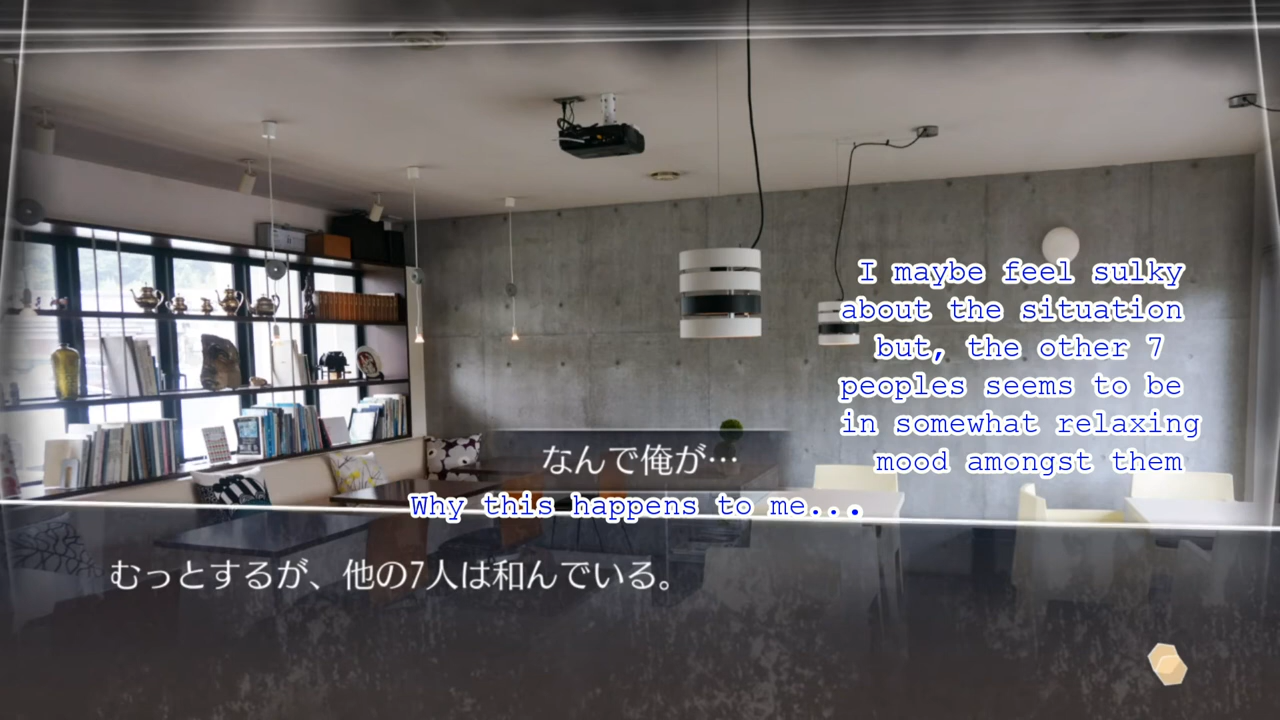 I maybe feel sulky
about the situation
but, the other 7
peoples seems to be
in somewhat relaxing
mood amongst them
なんで俺が…
Why this happens to me...
むっとするが、他の7人は和んでいる。